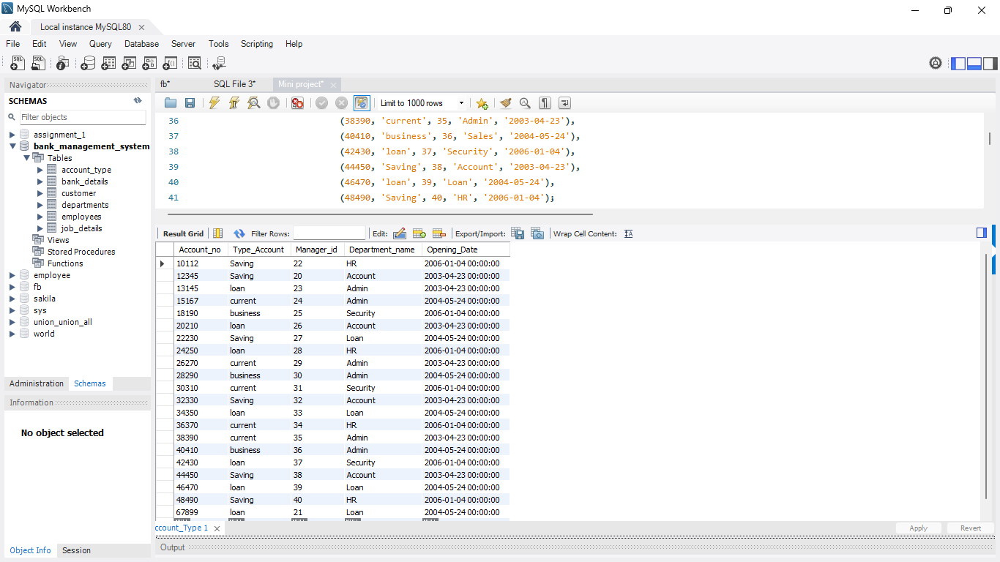 MySQL Workbench
Local instance MySQL80
File Edit View Query Database Server Tools Scripting Help
Navigator
SCHEMAS
Filter objects
assignment_1
bank_management_system
Tables
account_type
bank_details
customer
departments
employees
job_details
Views
Stored Procedures
Functions
employee
fb
sakila
sys
union_union_all
world
Administration Schemas
Information
No object selected
Object Info Session
fb* SQL File 3* Mini project*
Limit to 1000 rows
36 (38390, 'current', 35, 'Admin', '2003-04-23'),
37 (40410, 'business', 36, 'Sales', '2004-05-24'),
38 (42430, 'loan', 37, 'Security', '2006-01-04'),
39 (44450, 'Saving', 38, 'Account', '2003-04-23'),
40 (46470, 'loan', 39, 'Loan', '2004-05-24'),
41 (48490, 'Saving', 40, 'HR', '2006-01-04');
Result Grid Filter Rows: Edit: Export/Import: Wrap Cell Content:
Account_no Type_Account Manager_id Department_name Opening_Date
10112 Saving 22 HR 2006-01-04 00:00:00
12345 Saving 20 Account 2003-04-23 00:00:00
13145 loan 23 Admin 2003-04-23 00:00:00
15167 current 24 Admin 2004-05-24 00:00:00
18190 business 25 Security 2006-01-04 00:00:00
20210 loan 26 Account 2003-04-23 00:00:00
22230 Saving 27 Loan 2004-05-24 00:00:00
24250 loan 28 HR 2006-01-04 00:00:00
26270 current 29 Admin 2003-04-23 00:00:00
28290 business 30 Admin 2004-05-24 00:00:00
30310 current 31 Security 2006-01-04 00:00:00
32330 Saving 32 Account 2003-04-23 00:00:00
34350 loan 33 Loan 2004-05-24 00:00:00
36370 current 34 HR 2006-01-04 00:00:00
38390 current 35 Admin 2003-04-23 00:00:00
40410 business 36 Admin 2004-05-24 00:00:00
42430 loan 37 Security 2006-01-04 00:00:00
44450 Saving 38 Account 2003-04-23 00:00:00
46470 loan 39 Loan 2004-05-24 00:00:00
48490 Saving 40 HR 2006-01-04 00:00:00
67899 loan 21 Loan 2004-05-24 00:00:00
ccount_Type 1 Apply Revert
Output